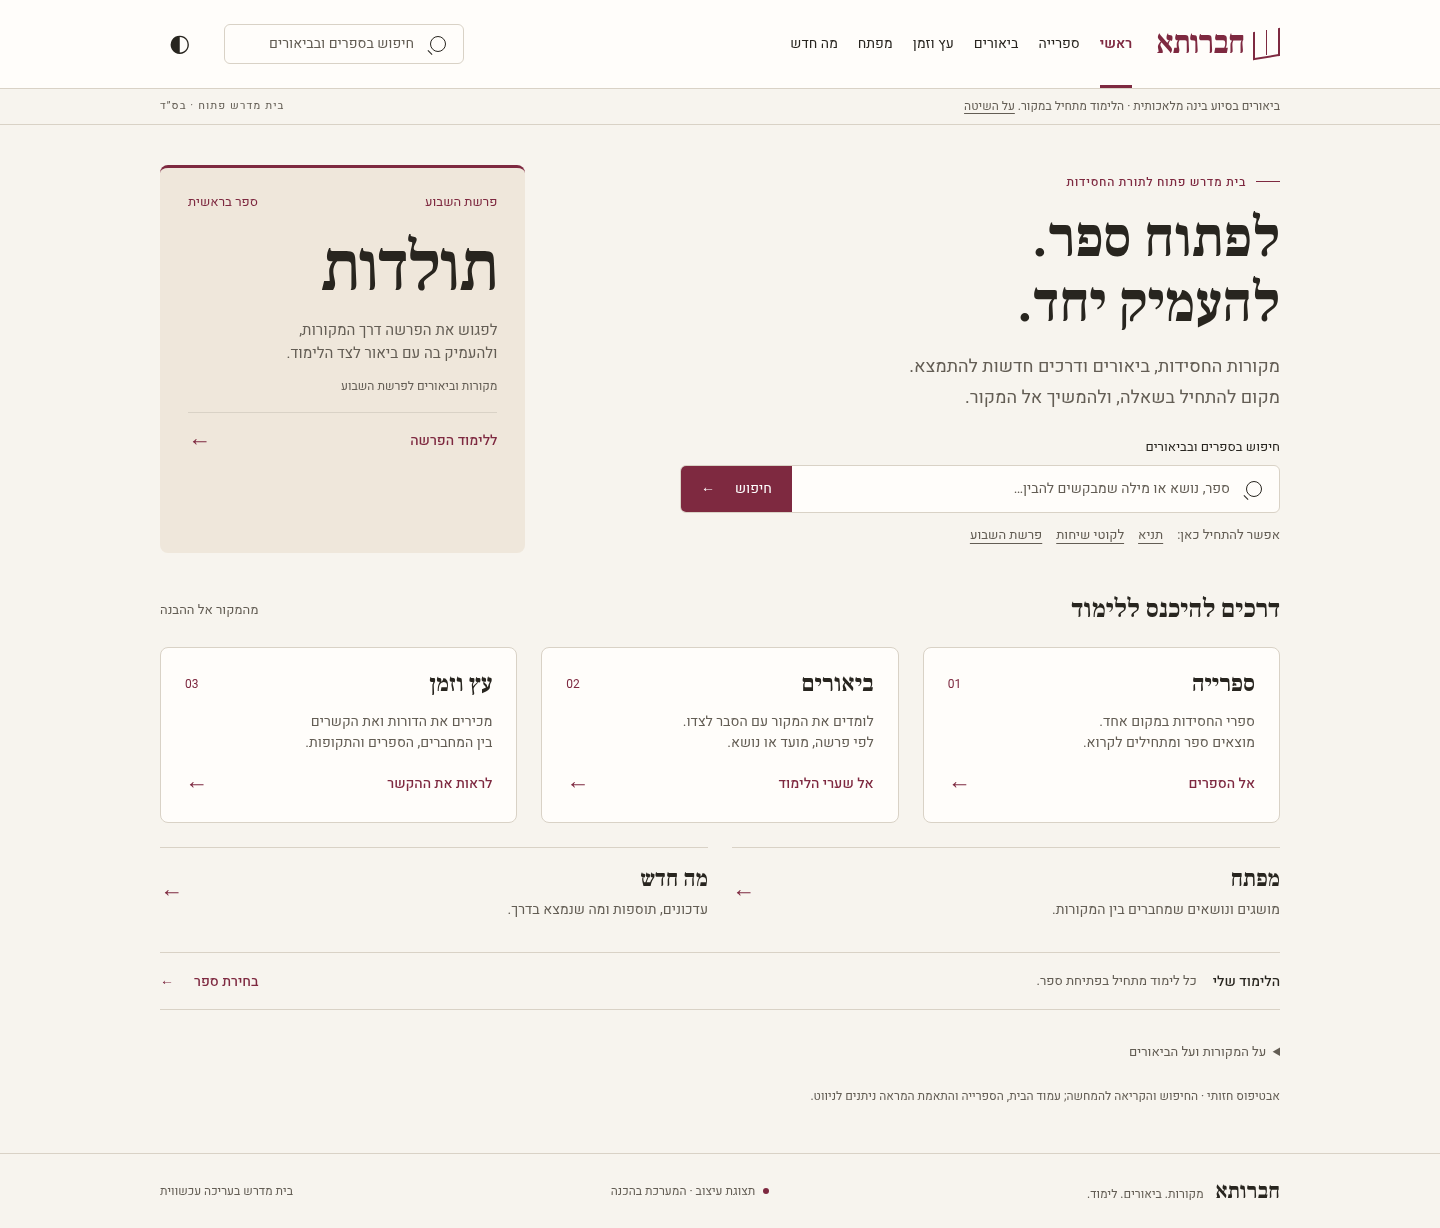 חברותא
ראשי
ספרייה
ביאורים
עץ וזמן
מפתח
מה חדש
חיפוש בספרים ובביאורים
ביאורים בסיוע בינה מלאכותית · הלימוד מתחיל במקור. על השיטה
בית מדרש פתוח · בס"ד
בית מדרש פתוח לתורת החסידות
לפתוח ספר.
להעמיק יחד.
מקורות החסידות, ביאורים ודרכים חדשות להתמצא.
מקום להתחיל בשאלה, ולהמשיך אל המקור.
חיפוש בספרים ובביאורים
ספר, נושא או מילה שמבקשים להבין...
חיפוש ←
אפשר להתחיל כאן: תניא לקוטי שיחות פרשת השבוע
פרשת השבוע
ספר בראשית
תולדות
לפגוש את הפרשה דרך המקורות,
ולהעמיק בה עם ביאור לצד הלימוד.
מקורות וביאורים לפרשת השבוע
ללימוד הפרשה ←
דרכים להיכנס ללימוד
מהמקור אל ההבנה
ספרייה
01
ספרי החסידות במקום אחד.
מוצאים ספר ומתחילים לקרוא.
אל הספרים ←
ביאורים
02
לומדים את המקור עם הסבר לצדו.
לפי פרשה, מועד או נושא.
אל שערי הלימוד ←
עץ וזמן
03
מכירים את הדורות ואת הקשרים
בין המחברים, הספרים והתקופות.
לראות את ההקשר ←
מפתח
מושגים ונושאים שמחברים בין המקורות.
←
מה חדש
עדכונים, תוספות ומה שנמצא בדרך.
←
הלימוד שלי
כל לימוד מתחיל בפתיחת ספר.
בחירת ספר ←
על המקורות ועל הביאורים
אבטיפוס חזותי · החיפוש והקריאה להמחשה; עמוד הבית, הספרייה והתאמת המראה ניתנים לניווט.
חברותא
מקורות. ביאורים. לימוד.
תצוגת עיצוב · המערכת בהכנה
בית מדרש בעריכה עכשווית